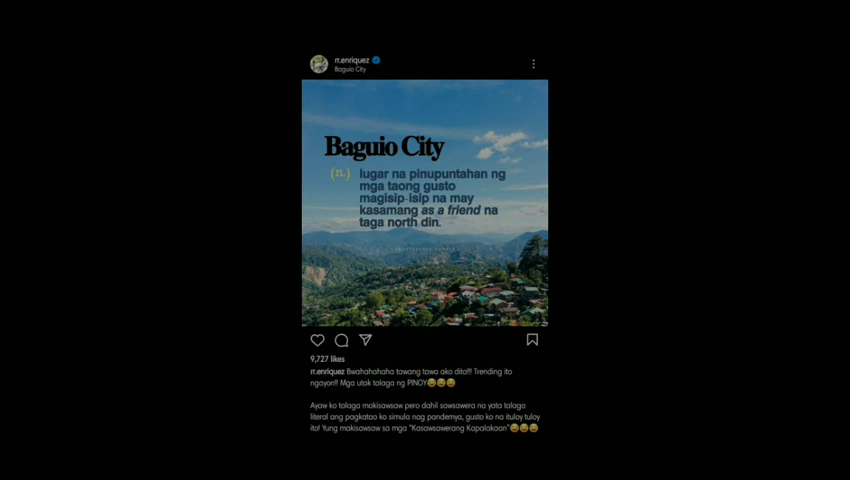 rr.enriquez
Baguio City
Baguio City
(n.) lugar na pinupuntahan ng
mga taong gusto
magisip-isip na may
kasamang as a friend na
taga north din.
9,727 likes
rr.enriquez Bwahahahaha tawang tawa ako dito!!! Trending ito
ngayon!! Mga utak talaga ng PINOY😂😂😂
Ayaw ko talaga makisawsaw pero dahil sawsawera na yata talaga
literal ang pagkatao ko simula nag pandemya, gusto ko na ituloy tuloy
ito! Yung makisawsaw sa mga "Kasawsawerang Kapalakaan"😂😂😂